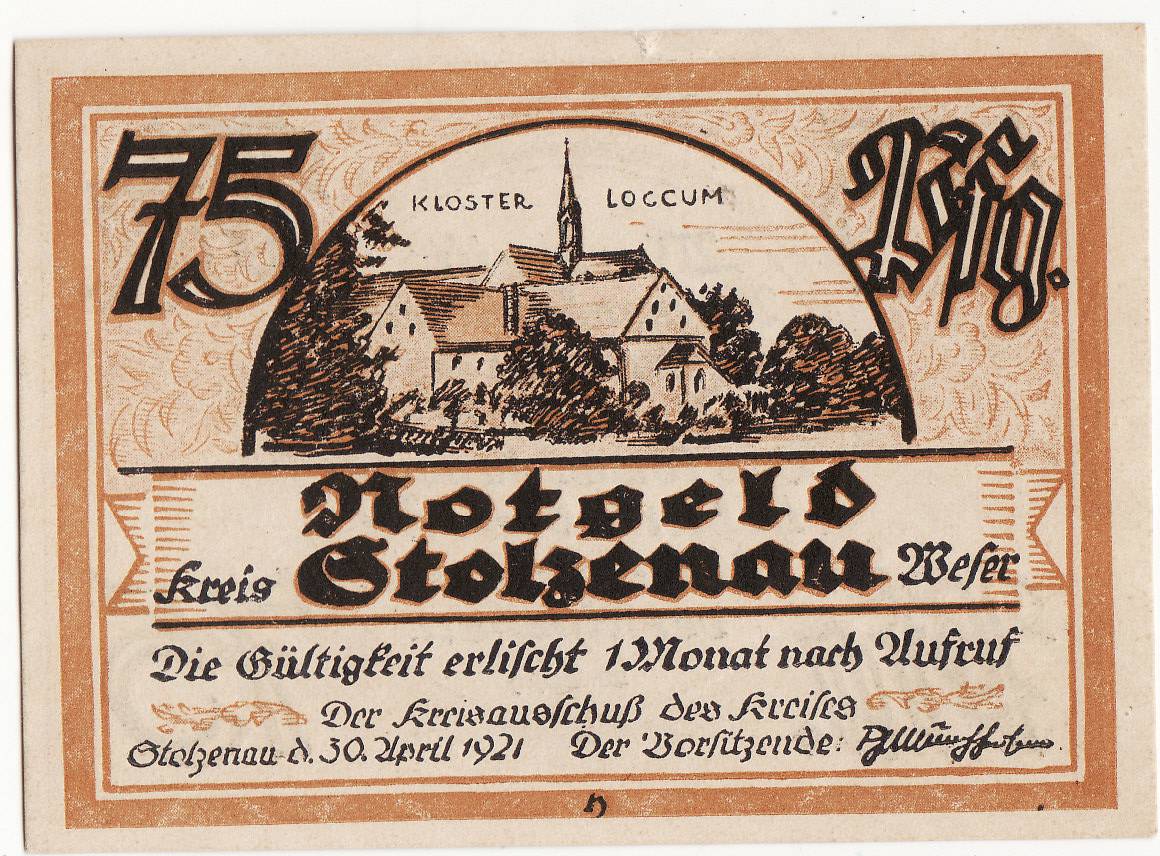 75 Pfg.
KLOSTER LOCCUM
Notgeld
Kreis Stolzenau Weser
Die Gültigkeit erlischt 1 Monat nach Aufruf
Der Kreisausschuß des Kreises
Stolzenau d. 30. April 1921 Der Vorsitzende: